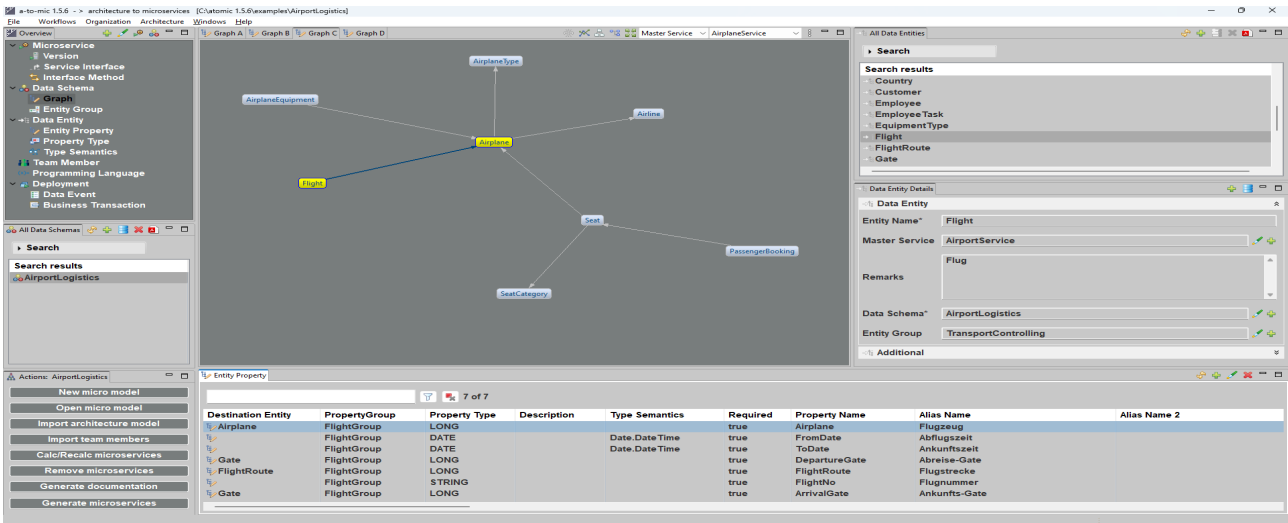 a-to-mic 1.5.6 - -> architecture to microservices [C:\atomic 1.5.6\examples\AirportLogistics]
File Workflows Organization Architecture Windows Help
Overview
Microservice
Version
Service Interface
Interface Method
Data Schema
Graph
Entity Group
Data Entity
Entity Property
Property Type
Type Semantics
Team Member
Programming Language
Deployment
Data Event
Business Transaction
All Data Schemas
Search
Search results
AirportLogistics
Actions: AirportLogistics
New micro model
Open micro model
Import architecture model
Import team members
Calc/Recalc microservices
Remove microservices
Generate documentation
Generate microservices
Graph A Graph B Graph C Graph D Master Service AirplaneService
AirplaneType
AirplaneEquipment
Airline
Airplane
Flight
Seat
PassengerBooking
SeatCategory
All Data Entities
Search
Search results
Country
Customer
Employee
EmployeeTask
EquipmentType
Flight
FlightRoute
Gate
Data Entity Details
Data Entity
Entity Name* Flight
Master Service AirportService
Remarks Flug
Data Schema* AirportLogistics
Entity Group TransportControlling
Additional
Entity Property
7 of 7
Destination Entity PropertyGroup Property Type Description Type Semantics Required Property Name Alias Name Alias Name 2
Airplane FlightGroup LONG true Airplane Flugzeug
FlightGroup DATE Date.DateTime true FromDate Abflugszeit
FlightGroup DATE Date.DateTime true ToDate Ankunftszeit
Gate FlightGroup LONG true DepartureGate Abreise-Gate
FlightRoute FlightGroup LONG true FlightRoute Flugstrecke
FlightGroup STRING true FlightNo Flugnummer
Gate FlightGroup LONG true ArrivalGate Ankunfts-Gate